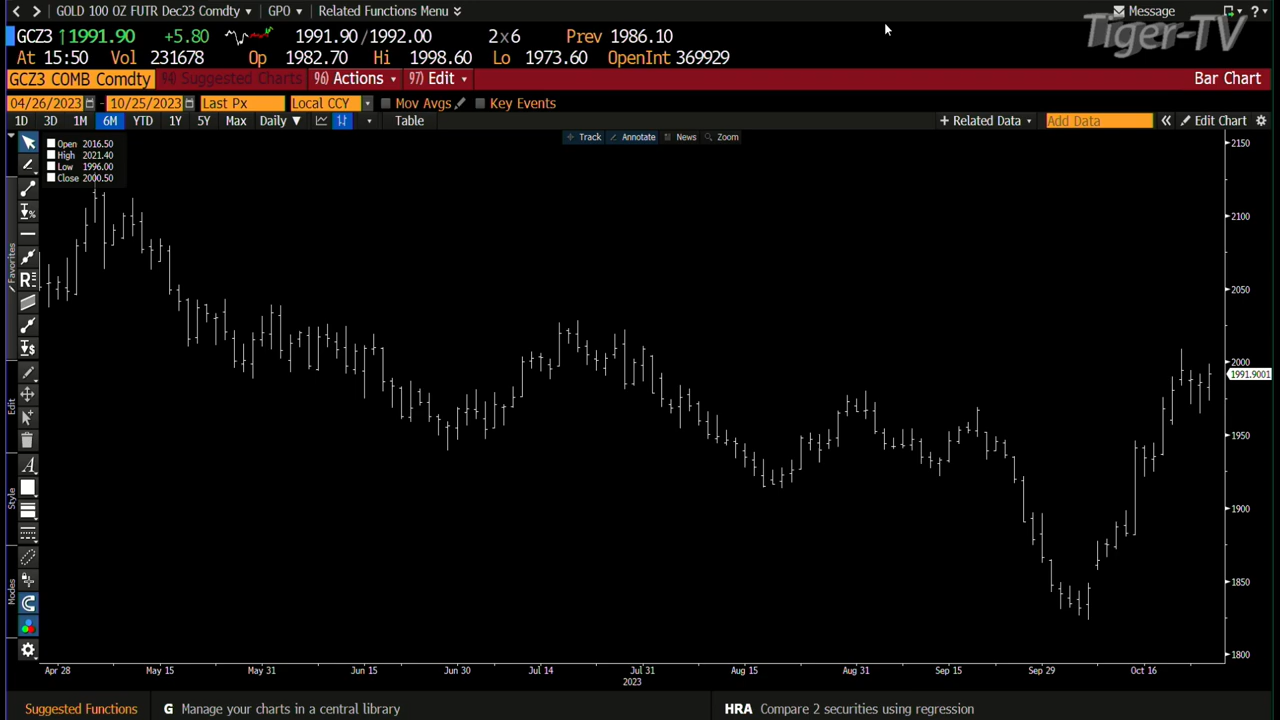 GOLD 100 OZ FUTR Dec23 Comdty GPO Related Functions Menu Message ?
Tiger-TV
GCZ3 ↑1991.90 +5.80 1991.90/1992.00 2x6 Prev 1986.10
At 15:50 Vol 231678 Op 1982.70 Hi 1998.60 Lo 1973.60 OpenInt 369929
GCZ3 COMB Comdty 94) Suggested Charts 96) Actions 97) Edit Bar Chart
04/26/2023 - 10/25/2023 Last Px Local CCY Mov Avgs Key Events
1D 3D 1M 6M YTD 1Y 5Y Max Daily ▼ Table + Related Data Add Data « Edit Chart
Track Annotate News Zoom
Open 2016.50
High 2021.40
Low 1996.00
Close 2000.50
2150
2100
2050
2000
1991.9001
1950
1900
1850
1800
Favorites
Edit
Style
Modes
Apr 28 May 15 May 31 Jun 15 Jun 30 Jul 14 Jul 31 Aug 15 Aug 31 Sep 15 Sep 29 Oct 16
2023
Suggested Functions G Manage your charts in a central library HRA Compare 2 securities using regression